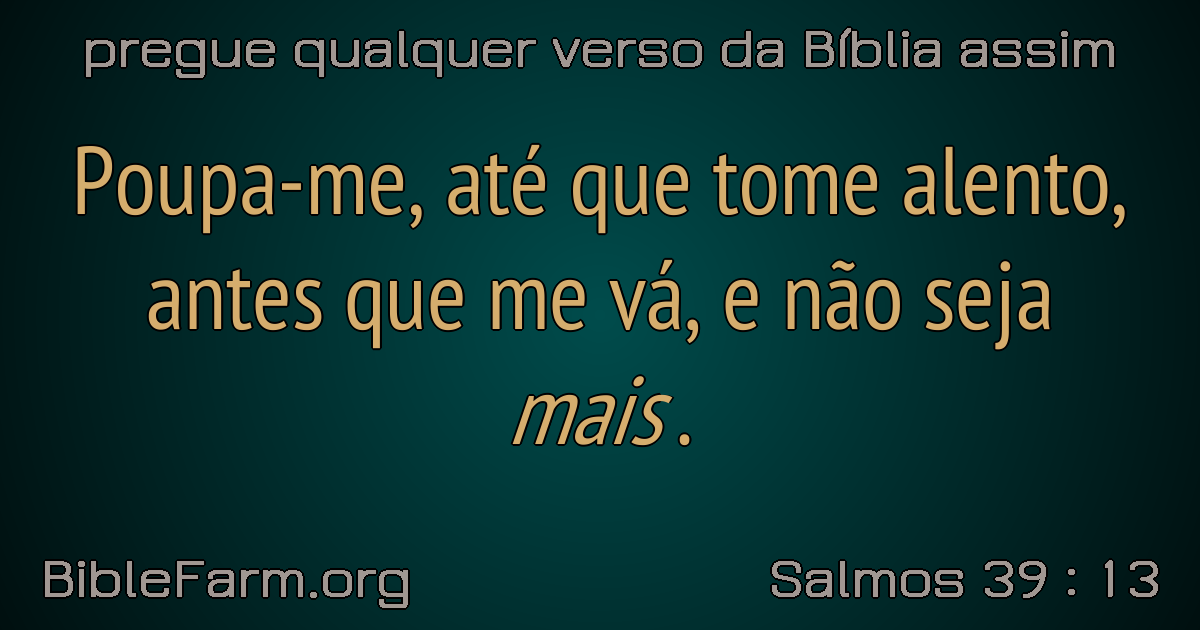 pregue qualquer verso da Bíblia assim
Poupa-me, até que tome alento,
antes que me vá, e não seja
mais .
BibleFarm.org
Salmos 39 : 13